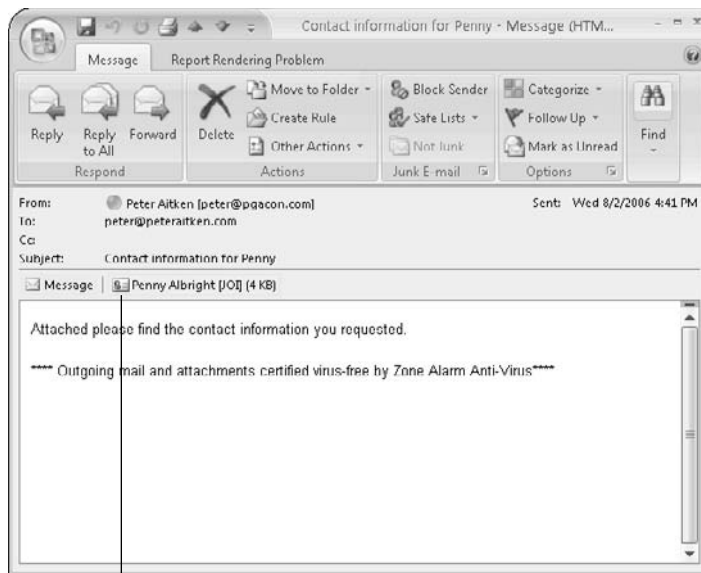 Contact information for Penny - Message (HTM...
Message Report Rendering Problem
Reply
Reply to All
Forward
Respond
Delete
Move to Folder
Create Rule
Other Actions
Actions
Block Sender
Safe Lists
Not Junk
Junk E-mail
Categorize
Follow Up
Mark as Unread
Options
Find
From: Peter Aitken [peter@pgacon.com] Sent: Wed 8/2/2006 4:41 PM
To: peter@peteraitken.com
Cc:
Subject: Contact information for Penny
Message Penny Albright [JOI] (4 KB)
Attached please find the contact information you requested.
**** Outgoing mail and attachments certified virus-free by Zone Alarm Anti-Virus****